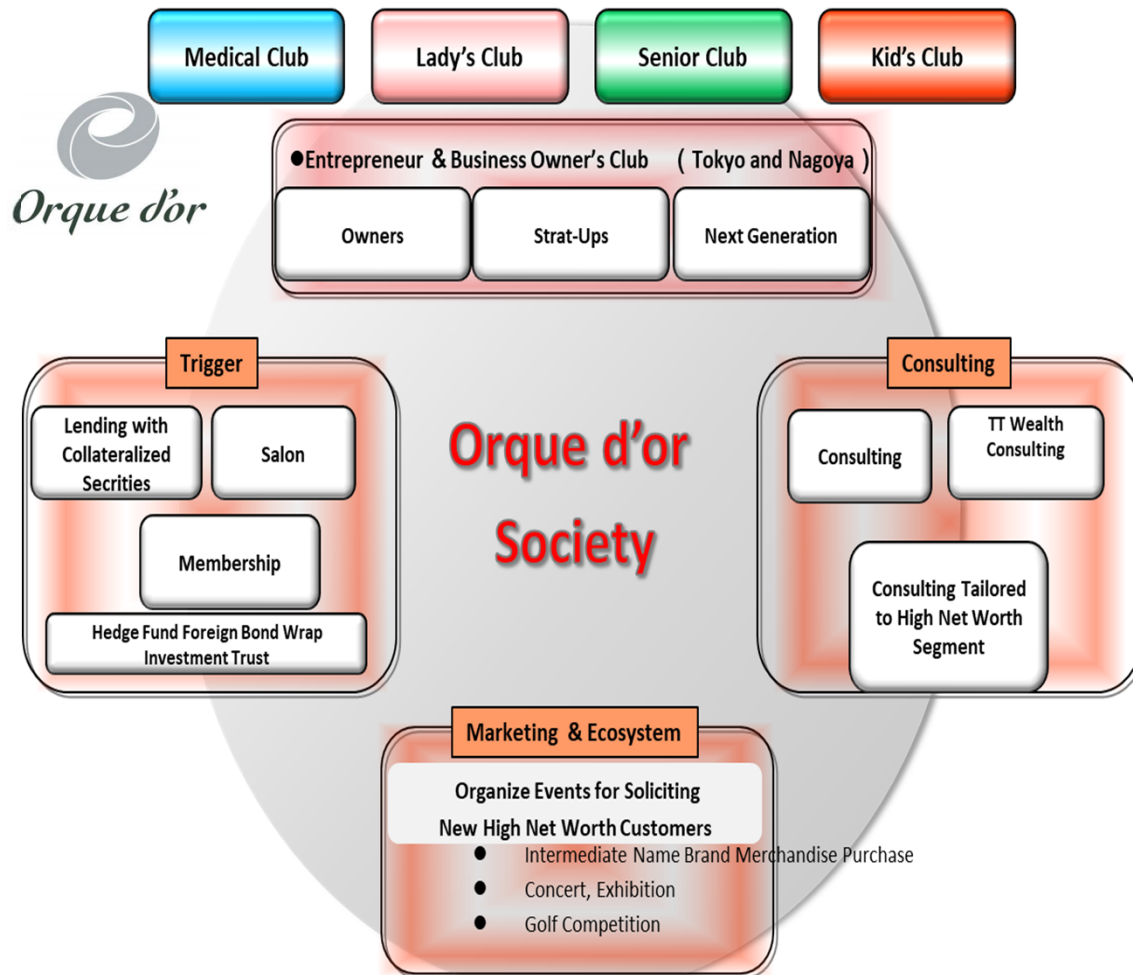 Medical Club
Lady's Club
Senior Club
Kid's Club
Orque d'or
●Entrepreneur & Business Owner's Club ( Tokyo and Nagoya )
Owners
Strat-Ups
Next Generation
Trigger
Lending with
Collateralized
Secrities
Salon
Membership
Hedge Fund Foreign Bond Wrap
Investment Trust
Orque d'or
Society
Consulting
Consulting
TT Wealth
Consulting
Consulting Tailored
to High Net Worth
Segment
Marketing & Ecosystem
Organize Events for Soliciting
New High Net Worth Customers
● Intermediate Name Brand Merchandise Purchase
● Concert, Exhibition
● Golf Competition